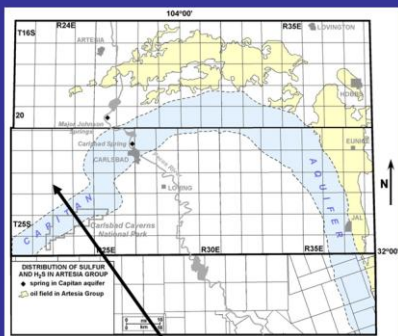 104°00'
R24E
R35E
T16S
LOVINGTON
ARTESIA
HOBBS
20
Major Johnson
Springs
Carlsbad Spring
CARLSBAD
Pecos River
EUNICE
LOVING
CAPITAN
AQUIFER
N
T25S
JAL
Carlsbad Caverns
National Park
R25E
R30E
R35E
32°00'
DISTRIBUTION OF SULFUR
AND H₂S IN ARTESIA GROUP
spring in Capitan aquifer
oil field in Artesia Group